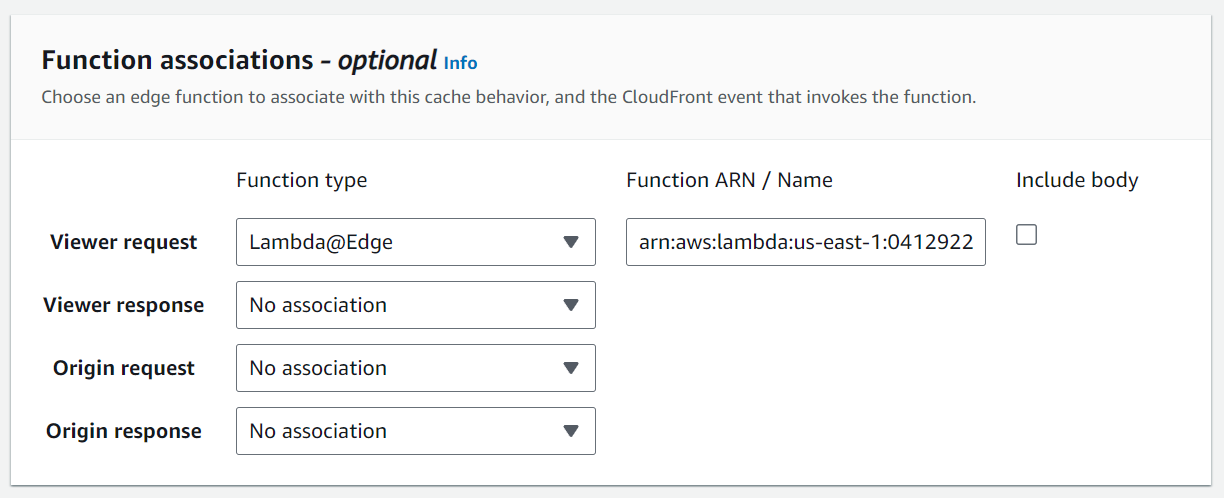 Function associations - optional Info
Choose an edge function to associate with this cache behavior, and the CloudFront event that invokes the function.
Function type Function ARN / Name Include body
Viewer request Lambda@Edge arn:aws:lambda:us-east-1:0412922
Viewer response No association
Origin request No association
Origin response No association